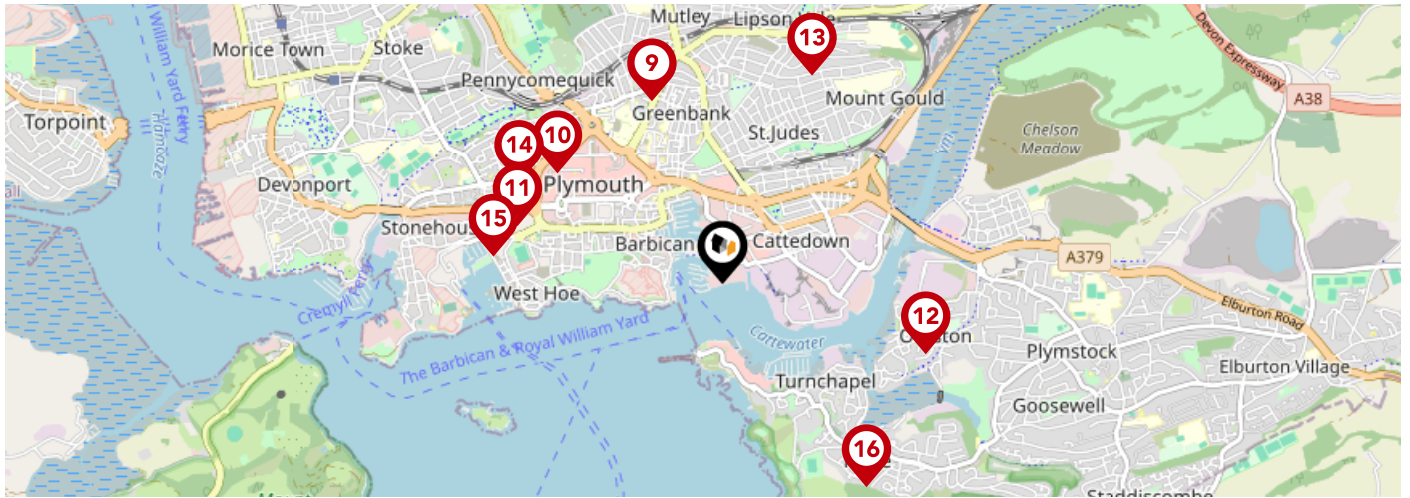 Mutley
Lipson
13
William Yard Ferry
Morice Town
Stoke
9
Pennycomequick
Devon Expressway
A38
Mount Gould
Torpoint
Hamoaze
Greenbank
St.Judes
Chelson
Meadow
14
10
11
Devonport
Plymouth
15
Barbican
Cattedown
A379
Cremyll Ferry
West Hoe
Elburton Road
12
The Barbican & Royal William Yard
Cattewater
Plymstock
Elburton Village
Turnchapel
Goosewell
16